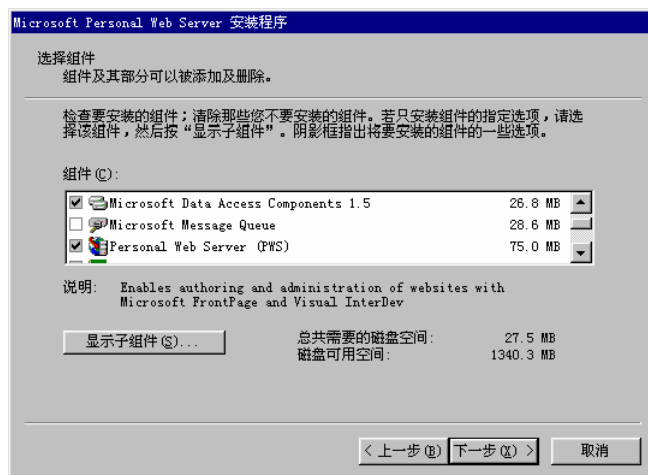 Microsoft Personal Web Server 安装程序
选择组件
组件及其部分可以被添加及删除。
检查要安装的组件；清除那些您不要安装的组件。若只安装组件的指定选项，请选
择该组件，然后按“显示子组件”。阴影框指出将要安装的组件的一些选项。
组件(C):
Microsoft Data Access Components 1.5 26.8 MB
Microsoft Message Queue 28.6 MB
Personal Web Server (PWS) 75.0 MB
说明: Enables authoring and administration of websites with
Microsoft FrontPage and Visual InterDev
显示子组件(S)... 总共需要的磁盘空间: 27.5 MB
磁盘可用空间: 1340.3 MB
< 上一步(B) 下一步(X) > 取消